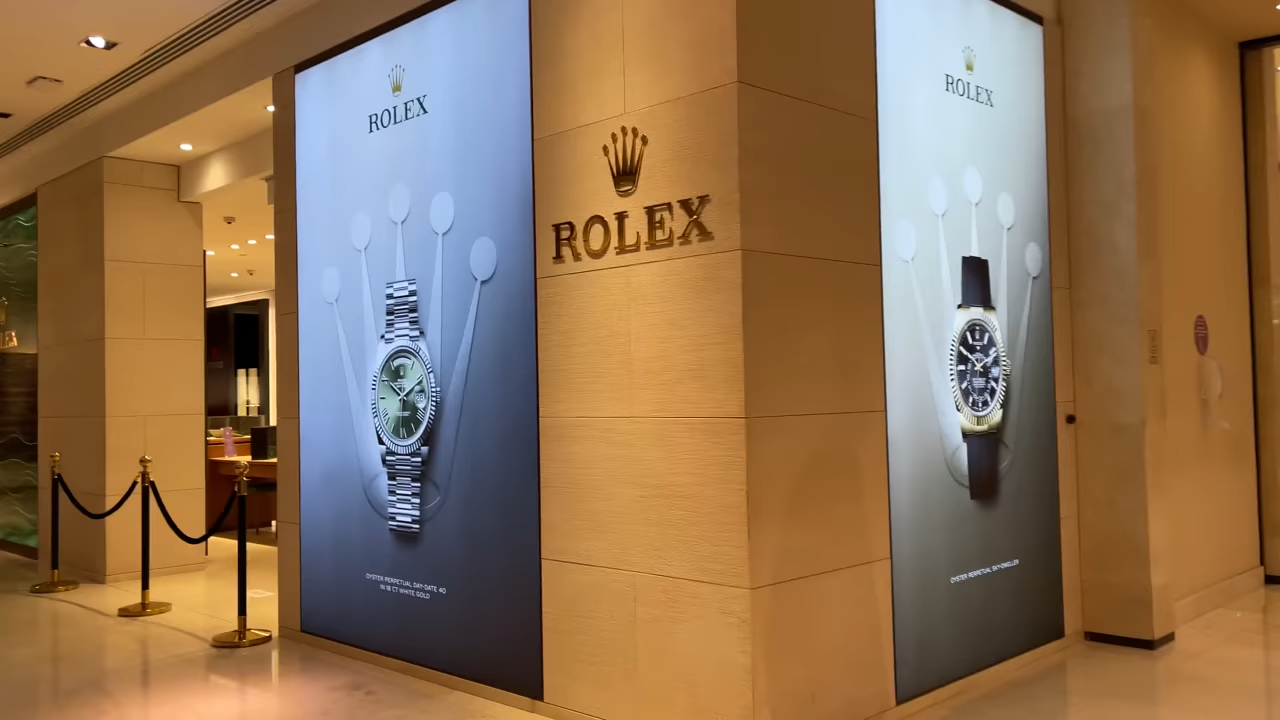 ROLEX
OYSTER PERPETUAL DAY-DATE 40
IN 18 CT WHITE GOLD
ROLEX
ROLEX
OYSTER PERPETUAL SKY-DWELLER